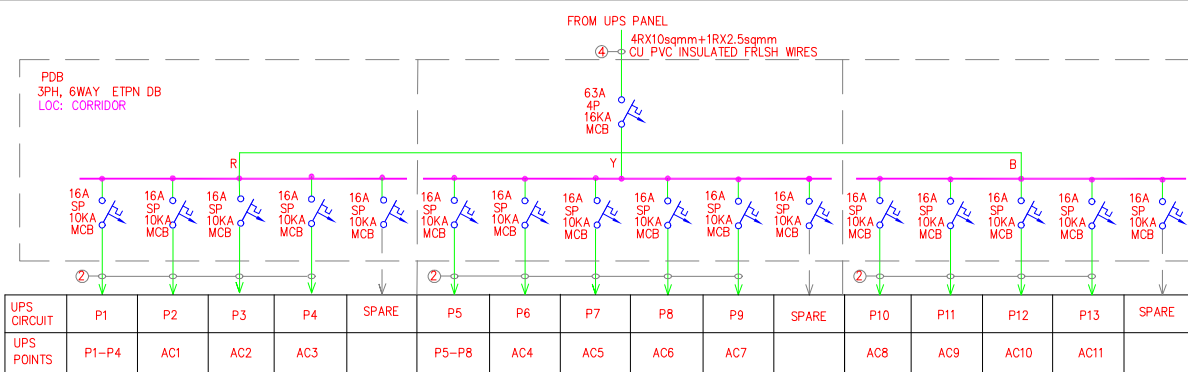 FROM UPS PANEL
4RX10sqmm+1RX2.5sqmm
4
CU PVC INSULATED FRLSH WIRES
PDB
3PH, 6WAY ETPN DB
LOC: CORRIDOR
63A
4P
16KA
MCB
R
Y
B
16A
SP
10KA
MCB
16A
SP
10KA
MCB
16A
SP
10KA
MCB
16A
SP
10KA
MCB
16A
SP
10KA
MCB
16A
SP
10KA
MCB
16A
SP
10KA
MCB
16A
SP
10KA
MCB
16A
SP
10KA
MCB
16A
SP
10KA
MCB
16A
SP
10KA
MCB
16A
SP
10KA
MCB
16A
SP
10KA
MCB
16A
SP
10KA
MCB
16A
SP
10KA
MCB
16A
SP
10KA
MCB
2
2
2
UPS
CIRCUIT
P1
P2
P3
P4
SPARE
P5
P6
P7
P8
P9
SPARE
P10
P11
P12
P13
SPARE
UPS
POINTS
P1-P4
AC1
AC2
AC3
P5-P8
AC4
AC5
AC6
AC7
AC8
AC9
AC10
AC11